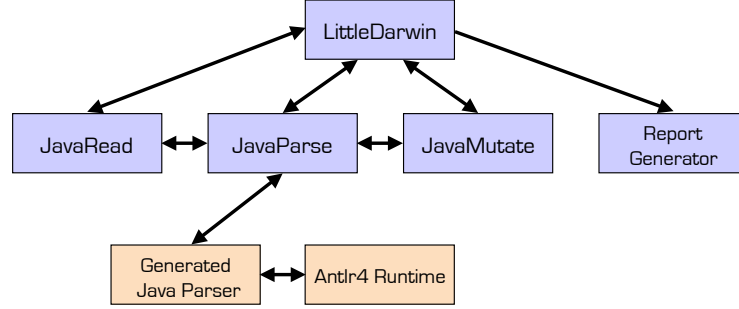 LittleDarwin
JavaRead
JavaParse
JavaMutate
Report
Generator
Generated
Java Parser
Antlr4 Runtime